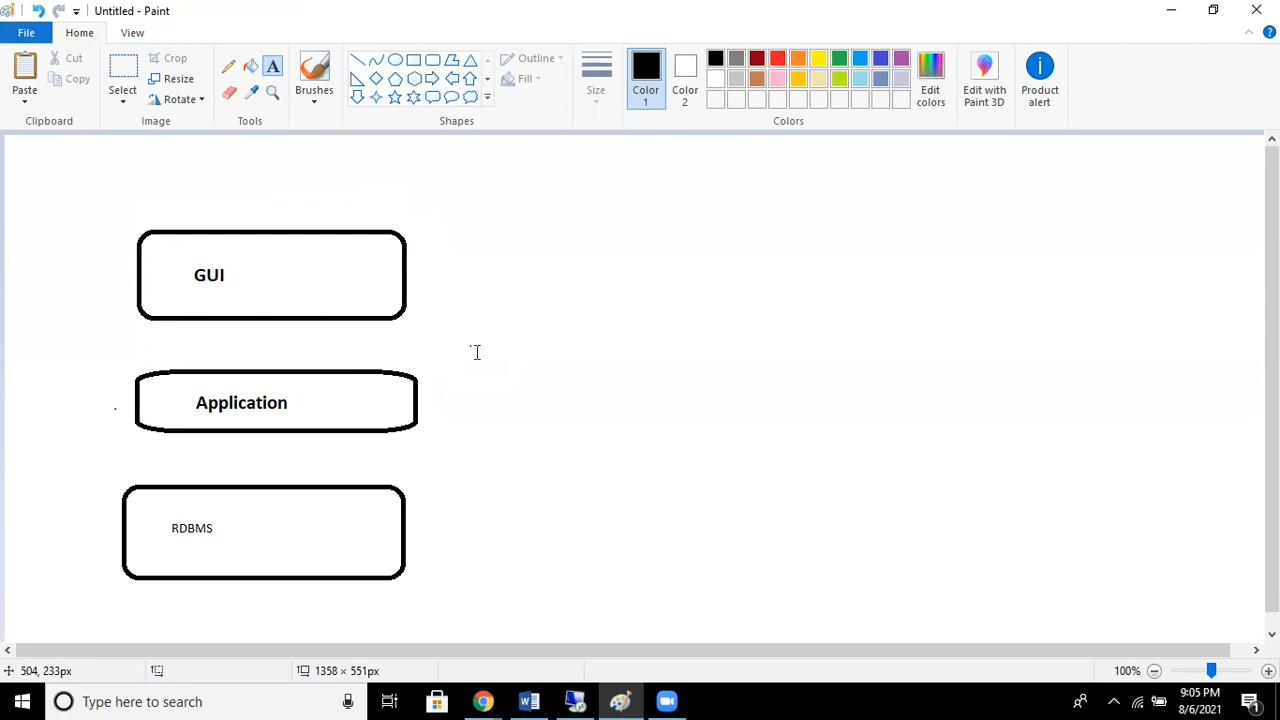 Untitled - Paint
File
Home
View
Paste
Cut
Copy
Clipboard
Select
Crop
Resize
Rotate
Image
A
Tools
Brushes
Shapes
Outline
Fill
Size
Color 1
Color 2
Edit colors
Colors
Edit with Paint 3D
Product alert
GUI
Application
RDBMS
504, 233px
1358 × 551px
100%
Type here to search
9:05 PM
8/6/2021
1